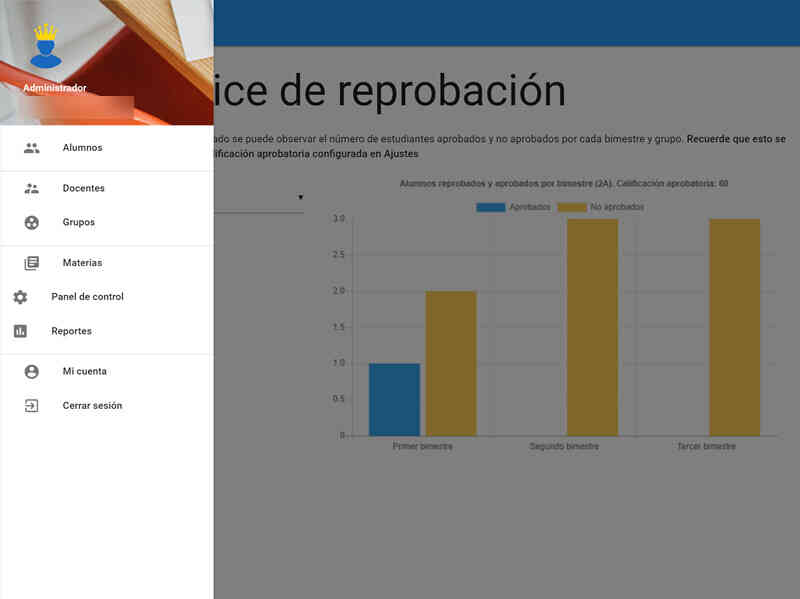 Administrador
Alumnos
Docentes
Grupos
Materias
Panel de control
Reportes
Mi cuenta
Cerrar sesión
ice de reprobación
ado se puede observar el número de estudiantes aprobados y no aprobados por cada bimestre y grupo. Recuerde que esto se
lificación aprobatoria configurada en Ajustes
Alumnos reprobados y aprobados por bimestre (2A). Calificación aprobatoria: 60
Aprobados No aprobados
3.0
2.5
2.0
1.5
1.0
0.5
0
Primer bimestre Segundo bimestre Tercer bimestre